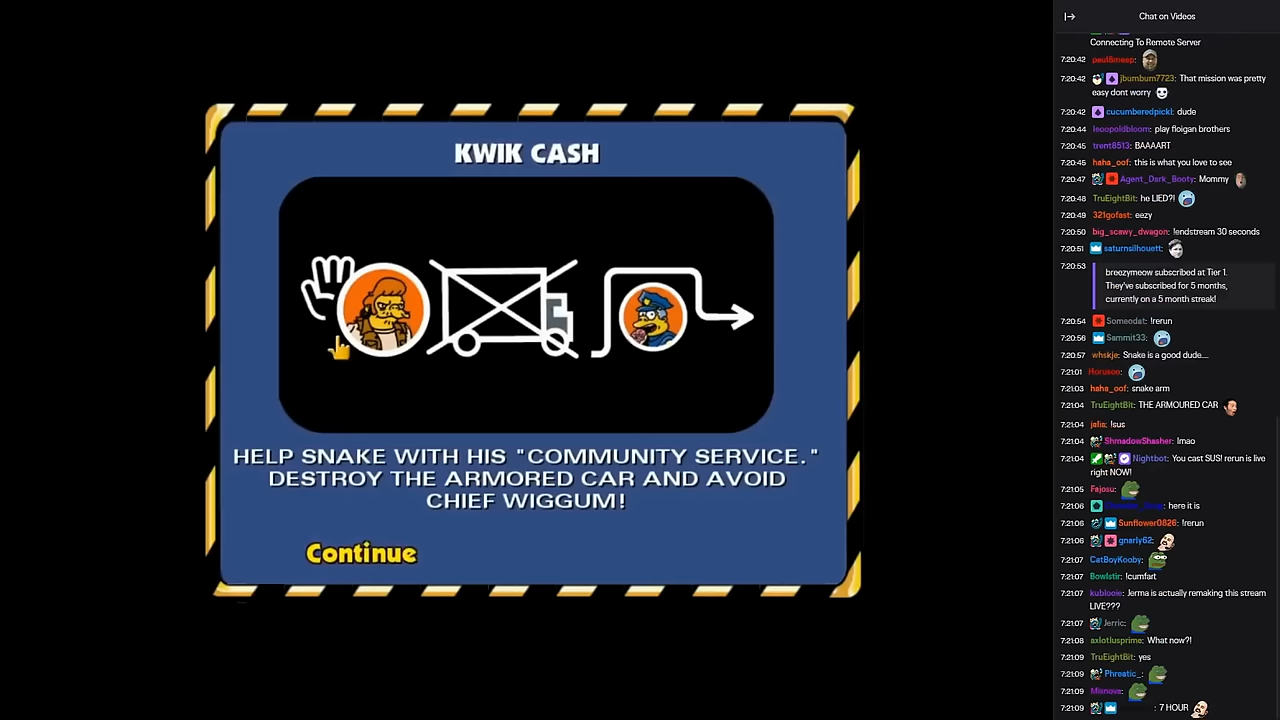 KWIK CASH
HELP SNAKE WITH HIS "COMMUNITY SERVICE."
DESTROY THE ARMORED CAR AND AVOID
CHIEF WIGGUM!
Continue
Chat on Videos
Connecting To Remote Server
7:20:42 paul8meep:
7:20:42 jbumbum7723: That mission was pretty
easy dont worry
7:20:42 cucumberedpickl: dude
7:20:44 leoopoldbloom: play floigan brothers
7:20:45 trent8513: BAAAART
7:20:45 haha_oof: this is what you love to see
7:20:47 Agent_Dark_Booty: Mommy
7:20:48 TruEightBit: he LIED?!
7:20:49 321gofast: eezy
7:20:50 big_scawy_dwagon: !endstream 30 seconds
7:20:51 saturnsilhouett:
7:20:53
breezymeow subscribed at Tier 1.
They've subscribed for 5 months,
currently on a 5 month streak!
7:20:54 Someodat: !rerun
7:20:56 Sammit33:
7:20:57 whskje: Snake is a good dude....
7:21:01 Horusoo:
7:21:03 haha_oof: snake arm
7:21:04 TruEightBit: THE ARMOURED CAR
7:21:04 jalia: !sus
7:21:04 ShmadowShasher: lmao
7:21:04 Nightbot: You cast SUS! rerun is live
right NOW!
7:21:05 Fajosu:
7:21:06 : here it is
7:21:06 Sunflower0826: !rerun
7:21:06 gnarly62:
7:21:07 CatBoyKooby:
7:21:07 Bowlstir: !cumfart
7:21:07 kublooie: Jerma is actually remaking this stream
LIVE???
7:21:07 Jerric:
7:21:08 axlotlusprime: What now?!
7:21:09 TruEightBit: yes
7:21:09 Phreatic_:
7:21:09 Misnova:
7:21:09 : 7 HOUR